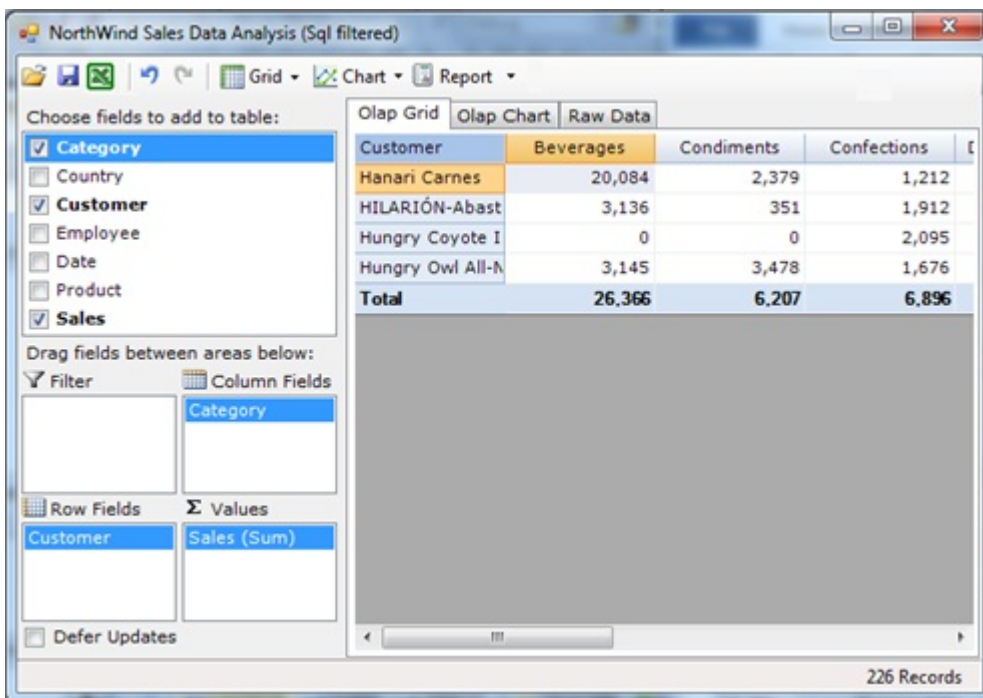 NorthWind Sales Data Analysis (Sql filtered)
Grid Chart Report
Choose fields to add to table:
Category
Country
Customer
Employee
Date
Product
Sales
Drag fields between areas below:
Filter
Column Fields
Category
Row Fields
Σ Values
Customer
Sales (Sum)
Defer Updates
Olap Grid Olap Chart Raw Data
Customer Beverages Condiments Confections
Hanari Carnes 20,084 2,379 1,212
HILARIÓN-Abast 3,136 351 1,912
Hungry Coyote I 0 0 2,095
Hungry Owl All-N 3,145 3,478 1,676
Total 26,366 6,207 6,896
226 Records